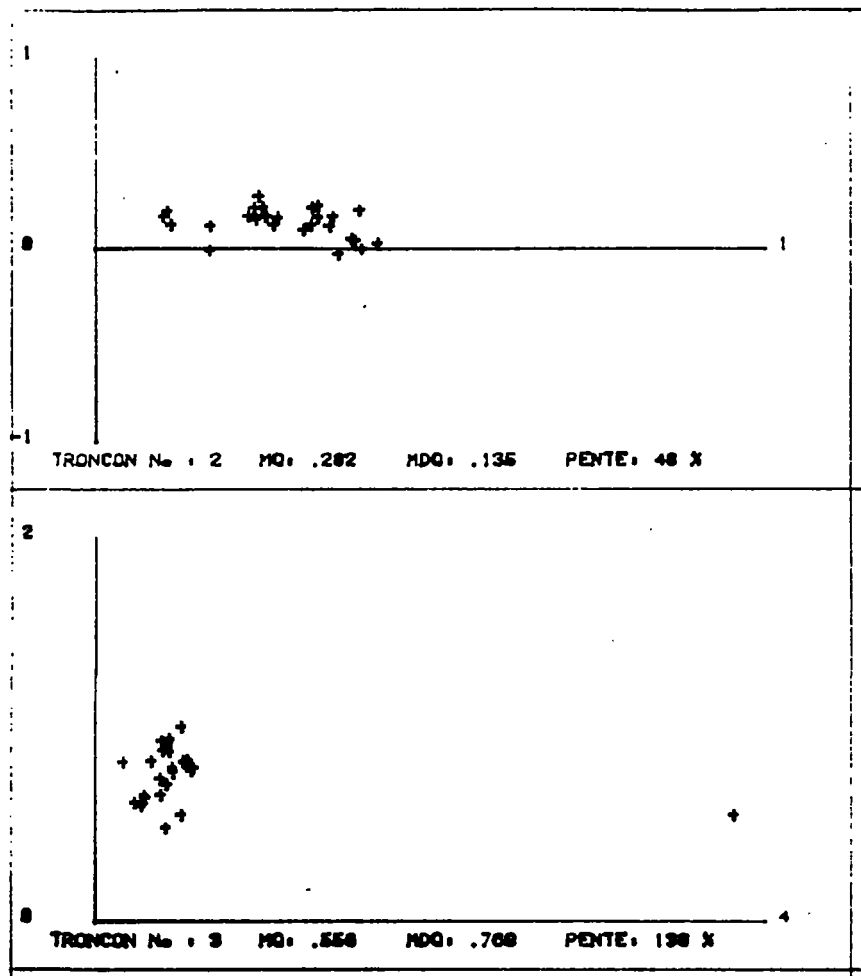 1
0 1
-1
TRONCON No : 2 MQ: .282 MDQ: .135 PENTE: 48 %
2
0 4
TRONCON No : 3 MQ: .556 MDQ: .768 PENTE: 138 %